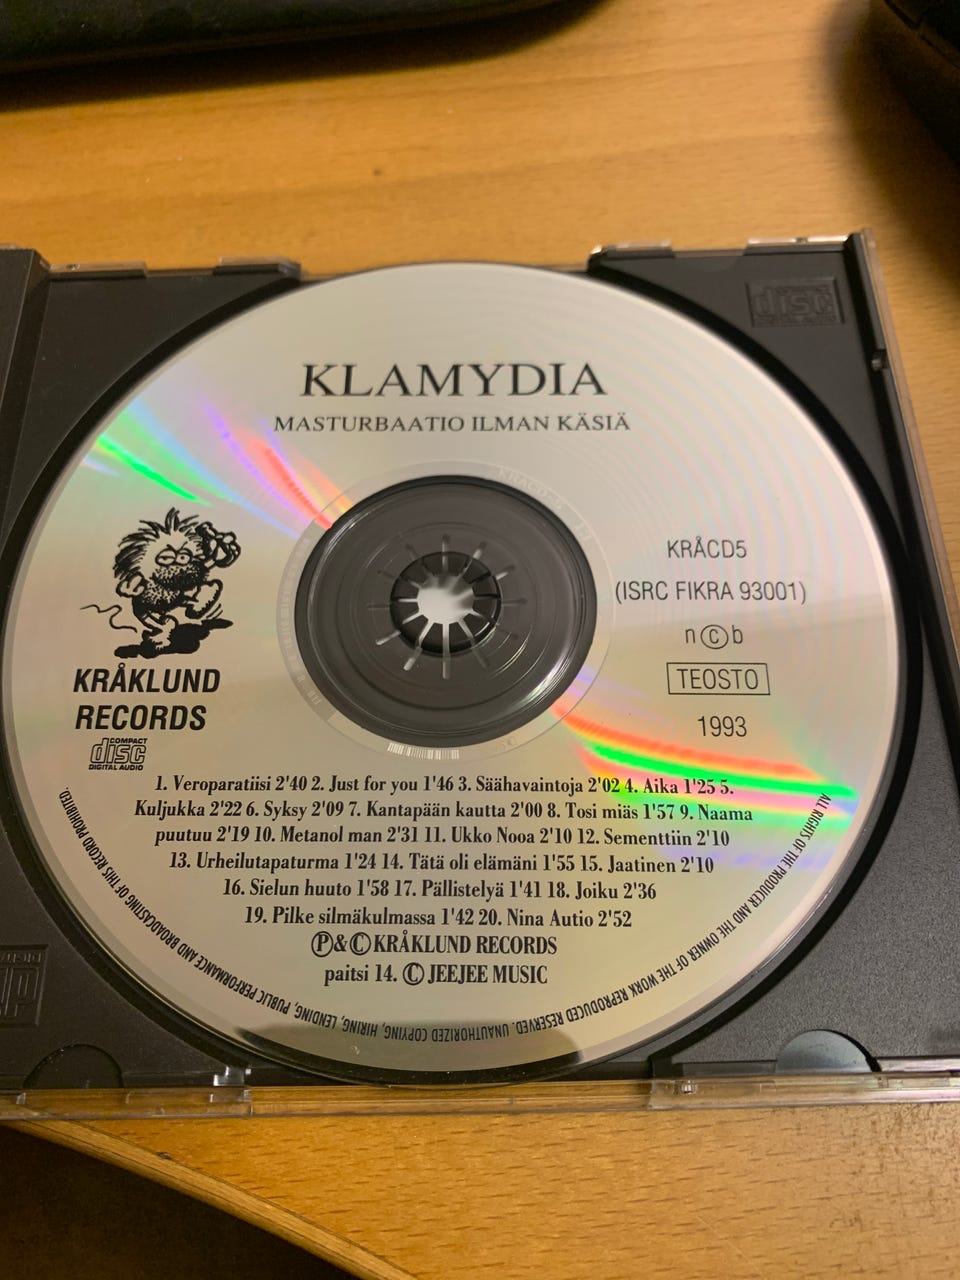 KLAMYDIA
MASTURBAATIO ILMAN KÄSIÄ
KRÅCD5
(ISRC FIKRA 93001)
n©b
TEOSTO
1993
KRÅKLUND
RECORDS
COMPACT
disc
DIGITAL AUDIO
1. Veroparatiisi 2'40 2. Just for you 1'46 3. Säähavaintoja 2'02 4. Aika 1'25 5.
Kuljukka 2'22 6. Syksy 2'09 7. Kantapään kautta 2'00 8. Tosi miäs 1'57 9. Naama
puutuu 2'19 10. Metanol man 2'31 11. Ukko Nooa 2'10 12. Sementtiin 2'10
13. Urheilutapaturma 1'24 14. Tätä oli elämäni 1'55 15. Jaatinen 2'10
16. Sielun huuto 1'58 17. Pällistelyä 1'41 18. Joiku 2'36
19. Pilke silmäkulmassa 1'42 20. Nina Autio 2'52
Ⓟ&Ⓒ KRÅKLUND RECORDS
paitsi 14. Ⓒ JEEJEE MUSIC
ALL RIGHTS OF THE PRODUCER AND THE OWNER OF THE WORK REPRODUCED RESERVED. UNAUTHORIZED COPYING, HIRING, LENDING, PUBLIC PERFORMANCE AND BROADCASTING OF THIS RECORD PROHIBITED.
disc
DIGITAL AUDIO